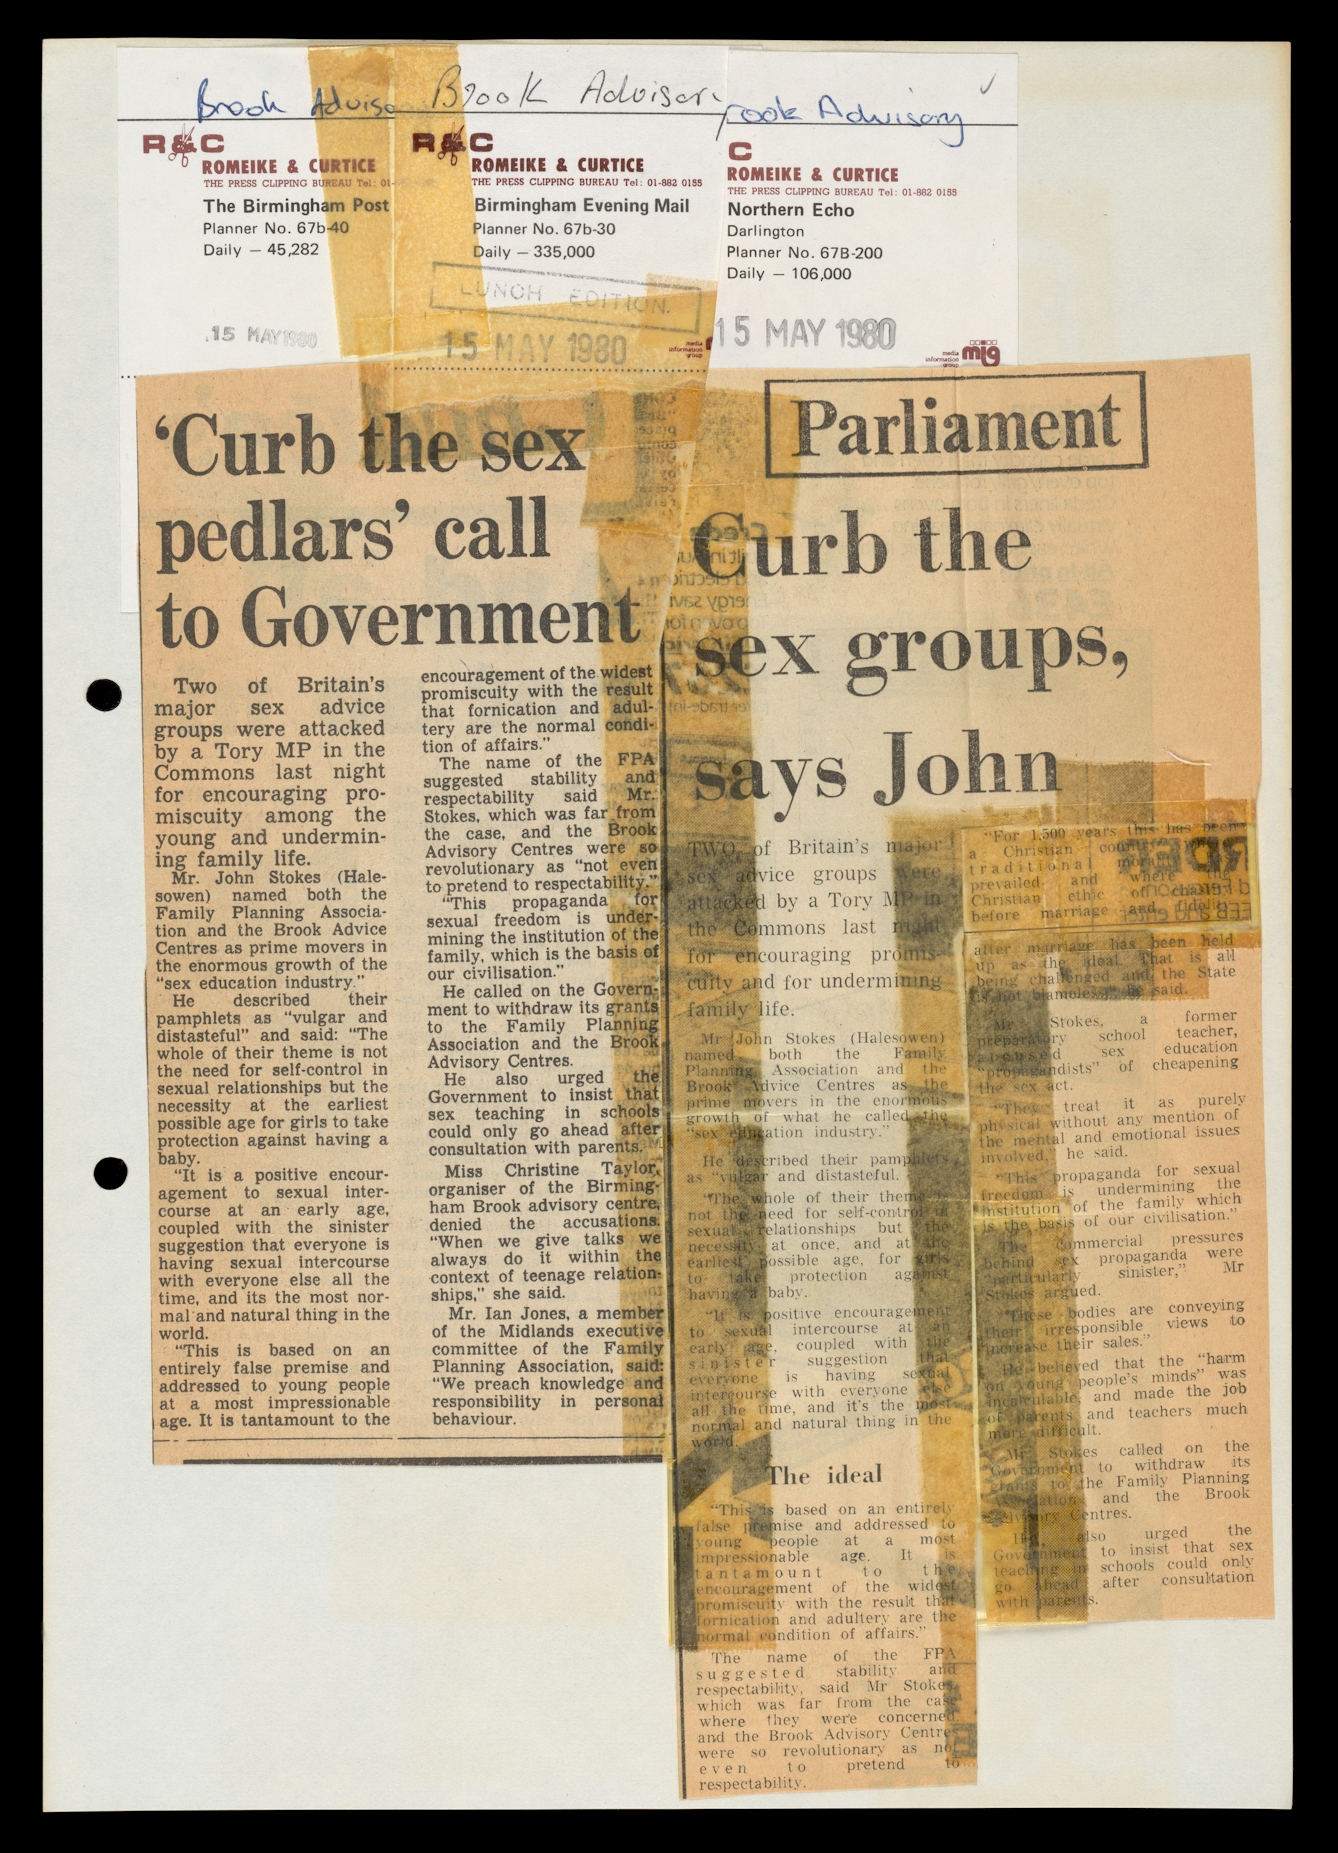 Brook Adviso
Brook Advisor
rook Advisory
R&C
ROMEIKE & CURTICE
THE PRESS CLIPPING BUREAU Tel: 01-
The Birmingham Post
Planner No. 67b-40
Daily — 45,282
15 MAY 1980
R&C
ROMEIKE & CURTICE
THE PRESS CLIPPING BUREAU Tel: 01-882 0155
Birmingham Evening Mail
Planner No. 67b-30
Daily — 335,000
LUNCH EDITION.
15 MAY 1980
media
information
group
C
ROMEIKE & CURTICE
THE PRESS CLIPPING BUREAU Tel: 01-882 0155
Northern Echo
Darlington
Planner No. 67B-200
Daily — 106,000
15 MAY 1980
media
information
group
mig
‘Curb the sex
pedlars’ call
to Government
Two of Britain's
major sex advice
groups were attacked
by a Tory MP in the
Commons last night
for encouraging pro-
miscuity among the
young and undermin-
ing family life.
Mr. John Stokes (Hale-
sowen) named both the
Family Planning Associa-
tion and the Brook Advice
Centres as prime movers in
the enormous growth of the
“sex education industry.”
He described their
pamphlets as “vulgar and
distasteful” and said: “The
whole of their theme is not
the need for self-control in
sexual relationships but the
necessity at the earliest
possible age for girls to take
protection against having a
baby.
“It is a positive encour-
agement to sexual inter-
course at an early age,
coupled with the sinister
suggestion that everyone is
having sexual intercourse
with everyone else all the
time, and its the most nor-
mal and natural thing in the
world.
“This is based on an
entirely false premise and
addressed to young people
at a most impressionable
age. It is tantamount to the
encouragement of the widest
promiscuity with the result
that fornication and adul-
tery are the normal condi-
tion of affairs.”
The name of the FPA
suggested stability and
respectability said Mr.
Stokes, which was far from
the case, and the Brook
Advisory Centres were so
revolutionary as “not even
to pretend to respectability.”
“This propaganda for
sexual freedom is under-
mining the institution of the
family, which is the basis of
our civilisation.”
He called on the Govern-
ment to withdraw its grants
to the Family Planning
Association and the Brook
Advisory Centres.
He also urged the
Government to insist that
sex teaching in schools
could only go ahead after
consultation with parents.
Miss Christine Taylor,
organiser of the Birming-
ham Brook advisory centre,
denied the accusations.
“When we give talks we
always do it within the
context of teenage relation-
ships,” she said.
Mr. Ian Jones, a member
of the Midlands executive
committee of the Family
Planning Association, said:
“We preach knowledge and
responsibility in personal
behaviour.
Parliament
Curb the
sex groups,
says John
TWO of Britain's major
sex advice groups were
attacked by a Tory MP in
the Commons last night
for encouraging promis-
cuity and for undermining
family life.
Mr John Stokes (Halesowen)
named both the Family
Planning Association and the
Brook Advice Centres as the
prime movers in the enormous
growth of what he called the
“sex education industry.”
He described their pamphlets
as “vulgar and distasteful.
“The whole of their theme is
not the need for self-control in
sexual relationships but the
necessity at once, and at the
earliest possible age, for girls
to take protection against
having a baby.
“It is positive encouragement
to sexual intercourse at an
early age, coupled with the
sinister suggestion that
everyone is having sexual
intercourse with everyone else
all the time, and it's the most
normal and natural thing in the
world.
The ideal
“This is based on an entirely
false premise and addressed to
young people at a most
impressionable age. It is
tantamount to the
encouragement of the widest
promiscuity with the result that
fornication and adultery are the
normal condition of affairs.”
The name of the FPA
suggested stability and
respectability, said Mr Stokes,
which was far from the case
where they were concerned,
and the Brook Advisory Centres
were so revolutionary as not
even to pretend to
respectability.
“For 1,500 years this has been
a Christian country
traditional
prevailed and where the
Christian ethic of
before marriage and fidelity
after marriage has been held
up as the ideal. That is all
being challenged and the State
is not blameless,” he said.
Mr Stokes, a former
preparatory school teacher,
accused sex education
“propagandists” of cheapening
the sex act.
“They treat it as purely
physical without any mention of
the mental and emotional issues
involved,” he said.
“This propaganda for sexual
freedom is undermining the
institution of the family which
is the basis of our civilisation.”
The commercial pressures
behind sex propaganda were
“particularly sinister,” Mr
Stokes argued.
“These bodies are conveying
their irresponsible views to
increase their sales.”
He believed that the “harm
on young people's minds” was
incalculable, and made the job
of parents and teachers much
more difficult.
Mr Stokes called on the
Government to withdraw its
grants to the Family Planning
Association and the Brook
Advisory Centres.
He also urged the
Government to insist that sex
teaching in schools could only
go ahead after consultation
with parents.